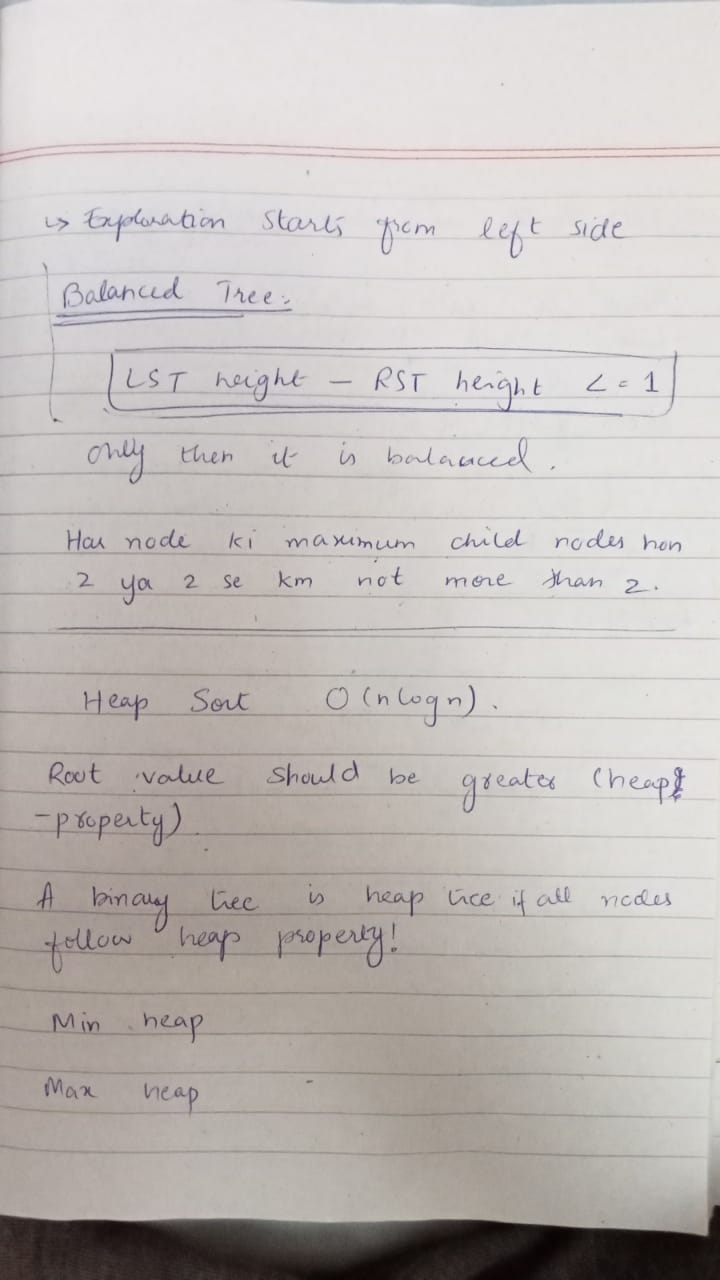 ↳ Exploration starts from left side
Balanced Tree:
LST height - RST height <= 1
only then it is balanced.
Har node ki maximum child nodes hon
2 ya 2 se km not more than 2.
Heap Sort O(nlogn).
Root value should be greater (heap
-property)
A binary tree is heap tree if all nodes
follow heap property!
Min heap
Max heap